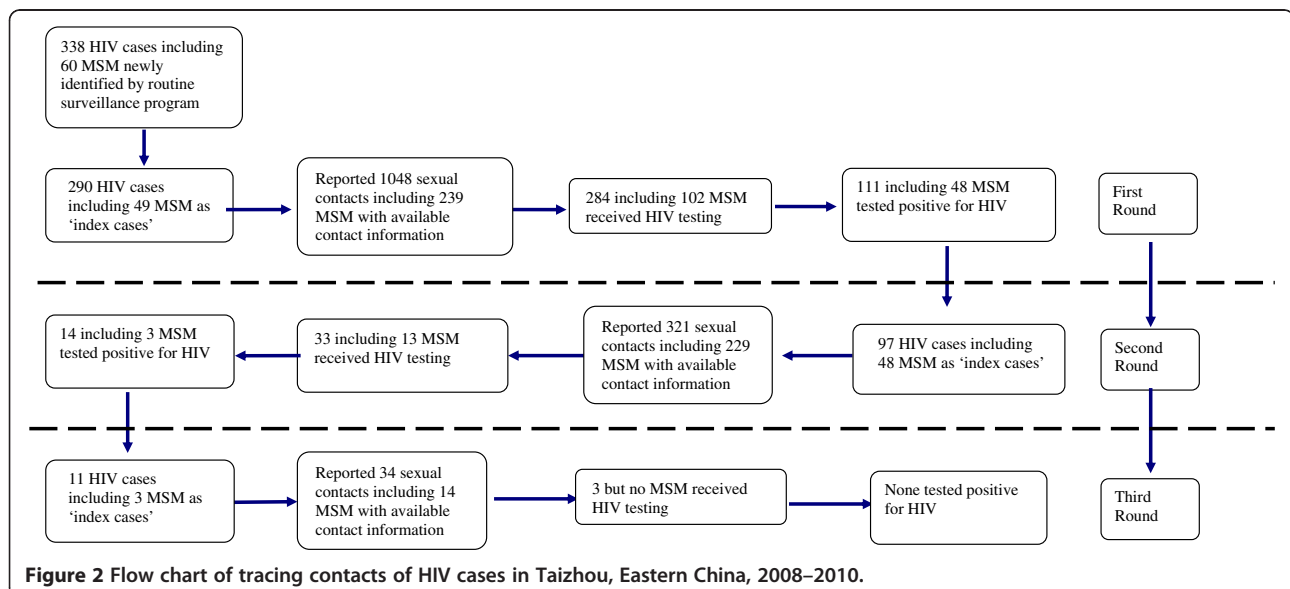 338 HIV cases including
60 MSM newly
identified by routine
surveillance program
290 HIV cases
including 49 MSM as
‘index cases’
Reported 1048 sexual
contacts including 239
MSM with available
contact information
284 including 102 MSM
received HIV testing
111 including 48 MSM
tested positive for HIV
First
Round
14 including 3 MSM
tested positive for HIV
33 including 13 MSM
received HIV testing
Reported 321 sexual
contacts including 229
MSM with available
contact information
97 HIV cases including
48 MSM as ‘index cases’
Second
Round
11 HIV cases
including 3 MSM as
‘index cases’
Reported 34 sexual
contacts including 14
MSM with available
contact information
3 but no MSM received
HIV testing
None tested positive
for HIV
Third
Round
Figure 2 Flow chart of tracing contacts of HIV cases in Taizhou, Eastern China, 2008–2010.